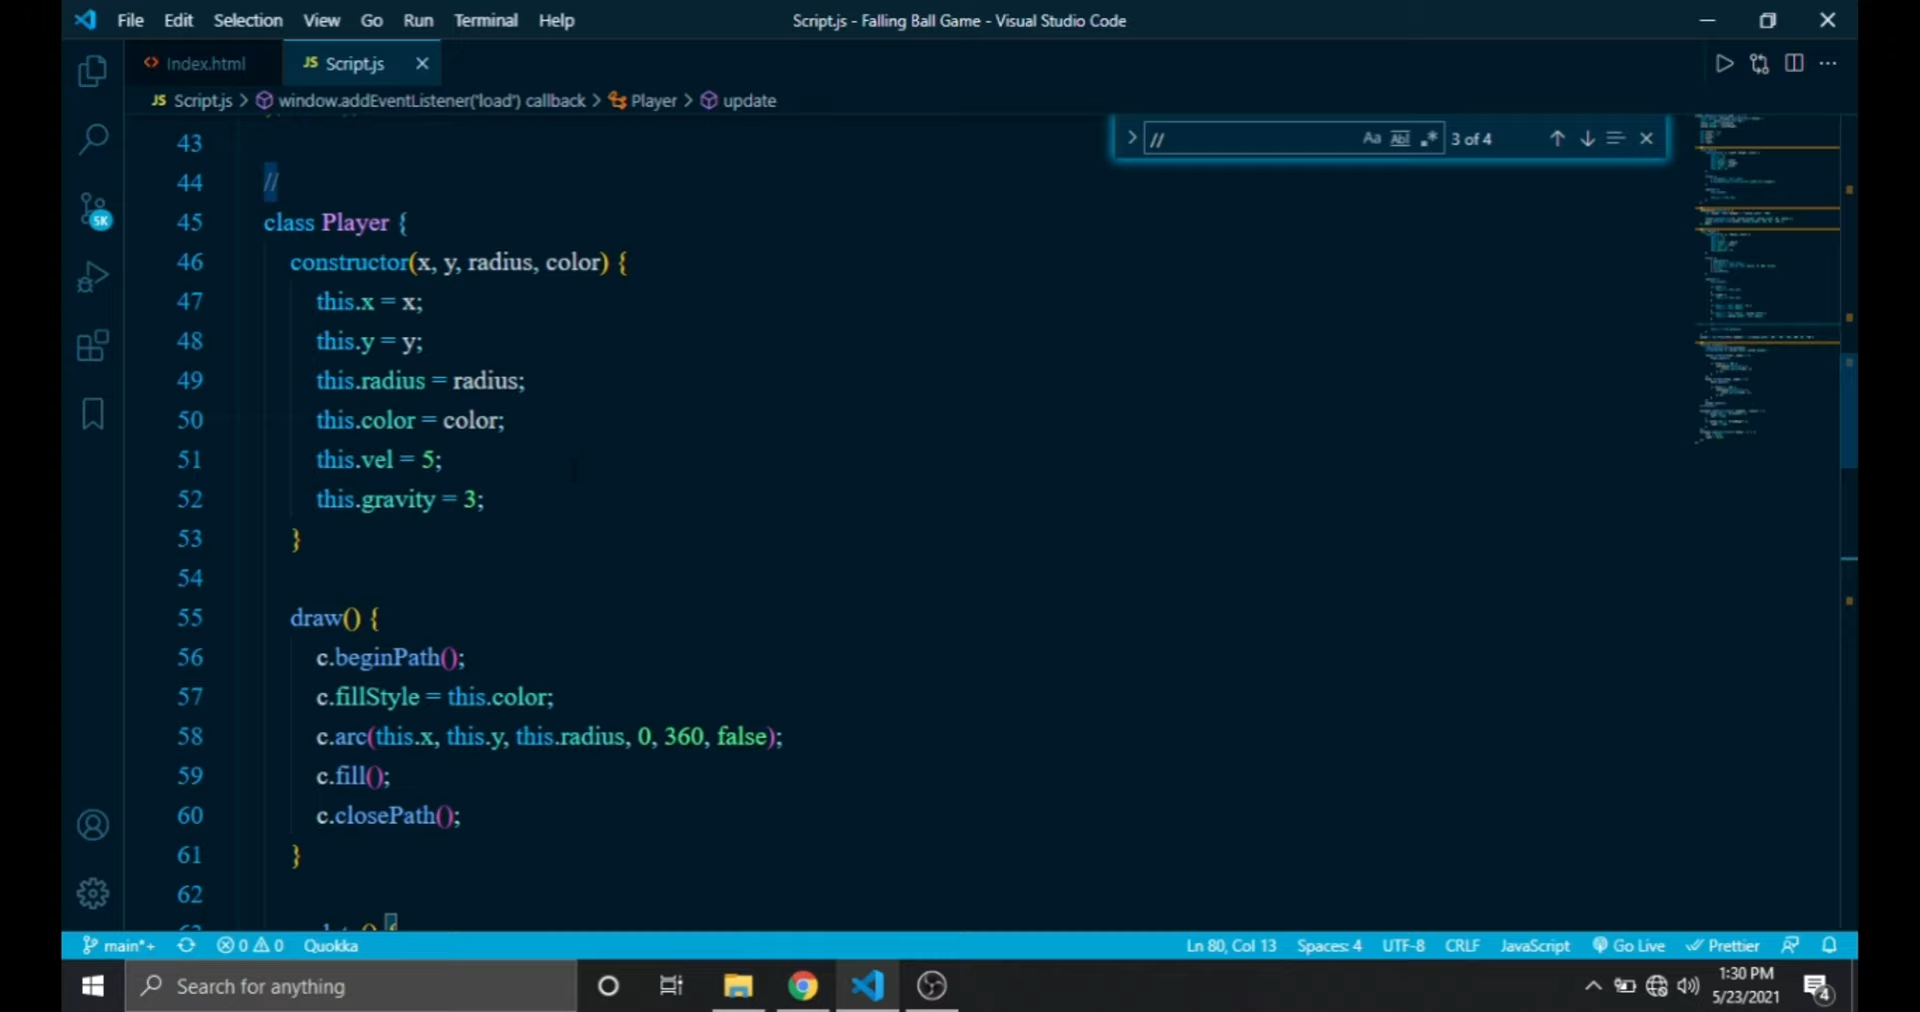 File Edit Selection View Go Run Terminal Help Script.js - Falling Ball Game - Visual Studio Code
<> Index.html JS Script.js
JS Script.js > window.addEventListener('load') callback > Player > update
// Aa Abl .* 3 of 4
43
44 //
45 class Player {
46 constructor(x, y, radius, color) {
47 this.x = x;
48 this.y = y;
49 this.radius = radius;
50 this.color = color;
51 this.vel = 5;
52 this.gravity = 3;
53 }
54
55 draw() {
56 c.beginPath();
57 c.fillStyle = this.color;
58 c.arc(this.x, this.y, this.radius, 0, 360, false);
59 c.fill();
60 c.closePath();
61 }
62
5K
main*+ 0 0 Quokka Ln 80, Col 13 Spaces: 4 UTF-8 CRLF JavaScript Go Live Prettier
Search for anything
1:30 PM
5/23/2021
4